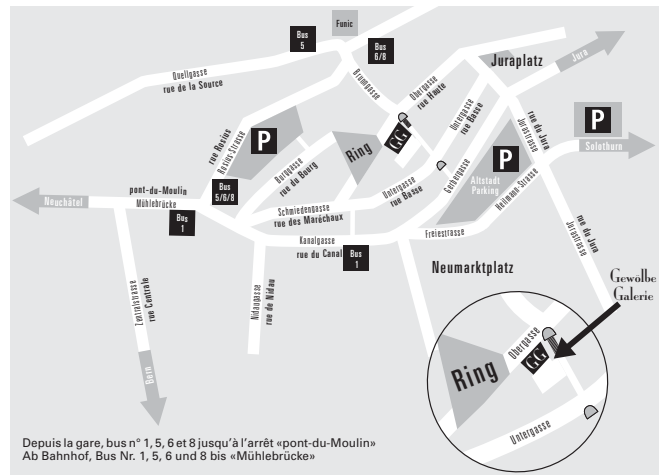 Funic
Bus
5
Bus
6/8
Juraplatz
Jura
Quellgasse
rue de la Source
Brunngasse
Obergasse
rue Haute
Untergasse
rue Basse
rue du Jura
Jurastrasse
P
Solothurn
rue Rosius
Rosius-Strasse
P
Burggasse
rue du Bourg
Ring
GG
Gerbergasse
P
Altstadt
Parking
Heilmann-Strasse
pont-du-Moulin
Mühlebrücke
Neuchâtel
Bus
5/6/8
Bus
1
Schmiedengasse
rue des Maréchaux
Untergasse
rue Basse
Kanalgasse
rue du Canal
Bus
1
Freiestrasse
Neumarktplatz
rue du Jura
Jurastrasse
Zentralstrasse
rue Centrale
Nidaugasse
rue de Nidau
Bern
Gewölbe
Galerie
Obergasse
GG
Ring
Untergasse
Depuis la gare, bus n° 1, 5, 6 et 8 jusqu'à l'arrêt «pont-du-Moulin»
Ab Bahnhof, Bus Nr. 1, 5, 6 und 8 bis «Mühlebrücke»